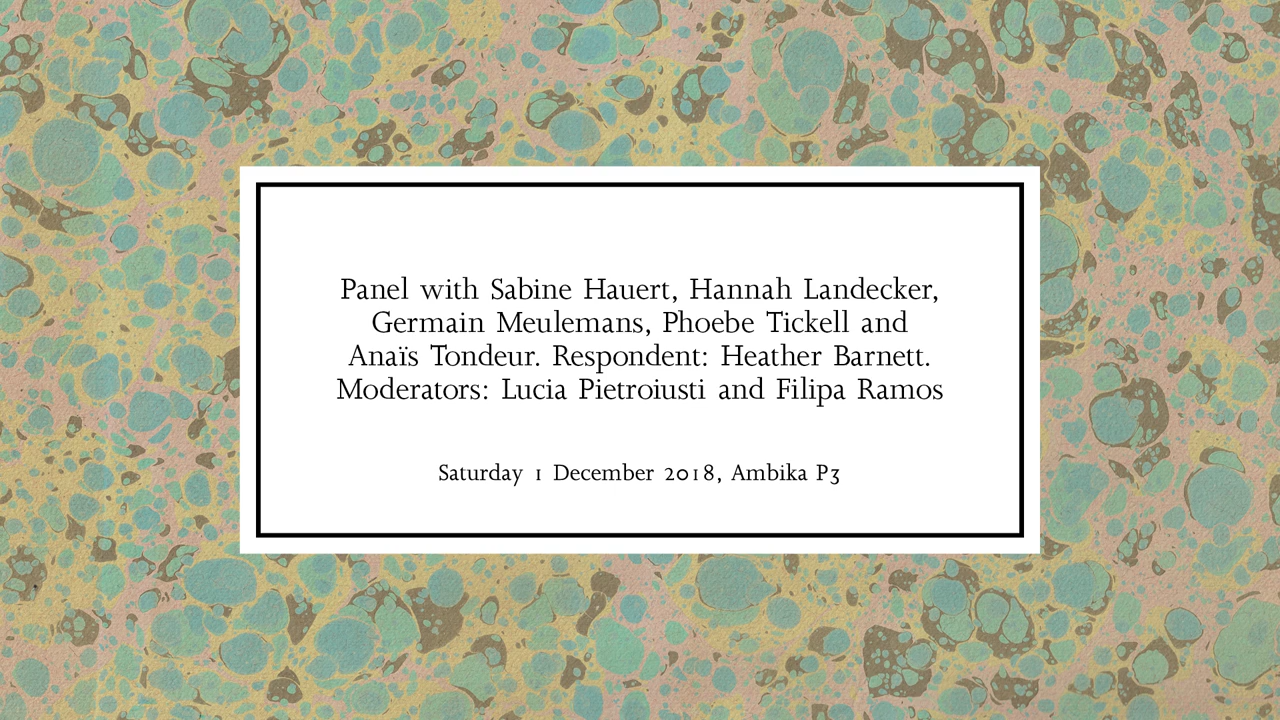 Panel with Sabine Hauert, Hannah Landecker,
Germain Meulemans, Phoebe Tickell and
Anaïs Tondeur. Respondent: Heather Barnett.
Moderators: Lucia Pietroiusti and Filipa Ramos
Saturday 1 December 2018, Ambika P3